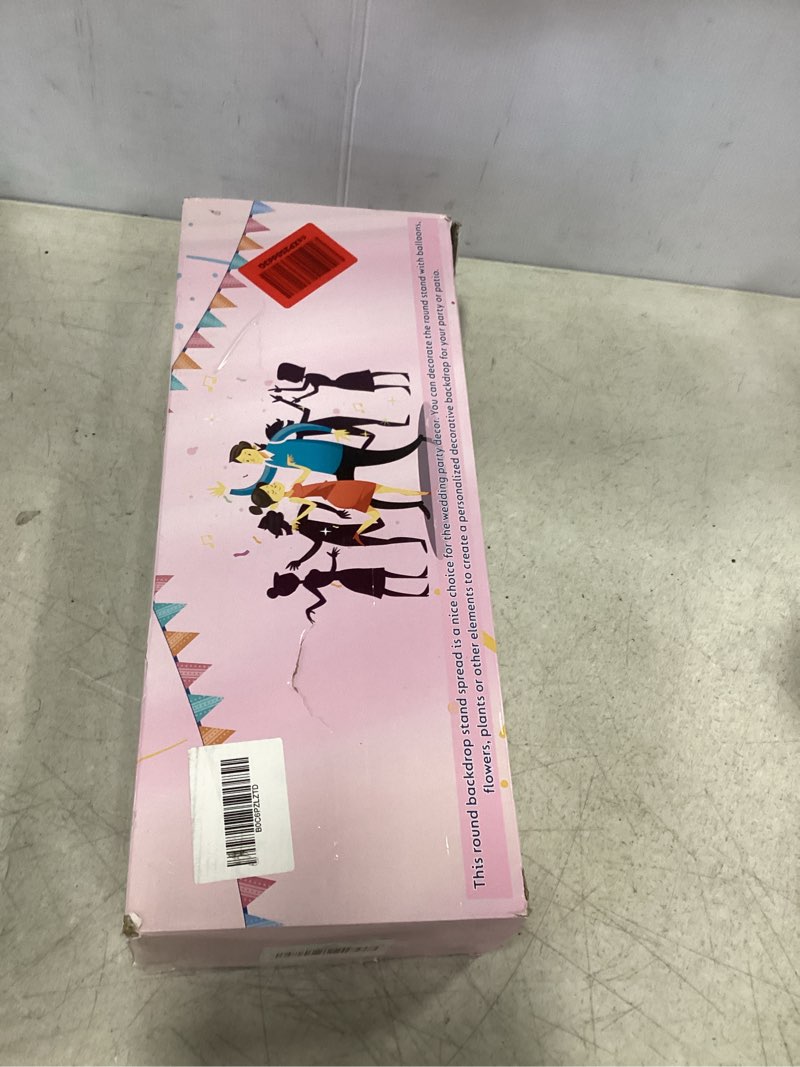 This round backdrop stand spread is a nice choice for the wedding party decor. You can decorate the round stand with balloons,
flowers, plants or other elements to create a personalized decorative backdrop for your party or patio.
B0C6PZLZTD